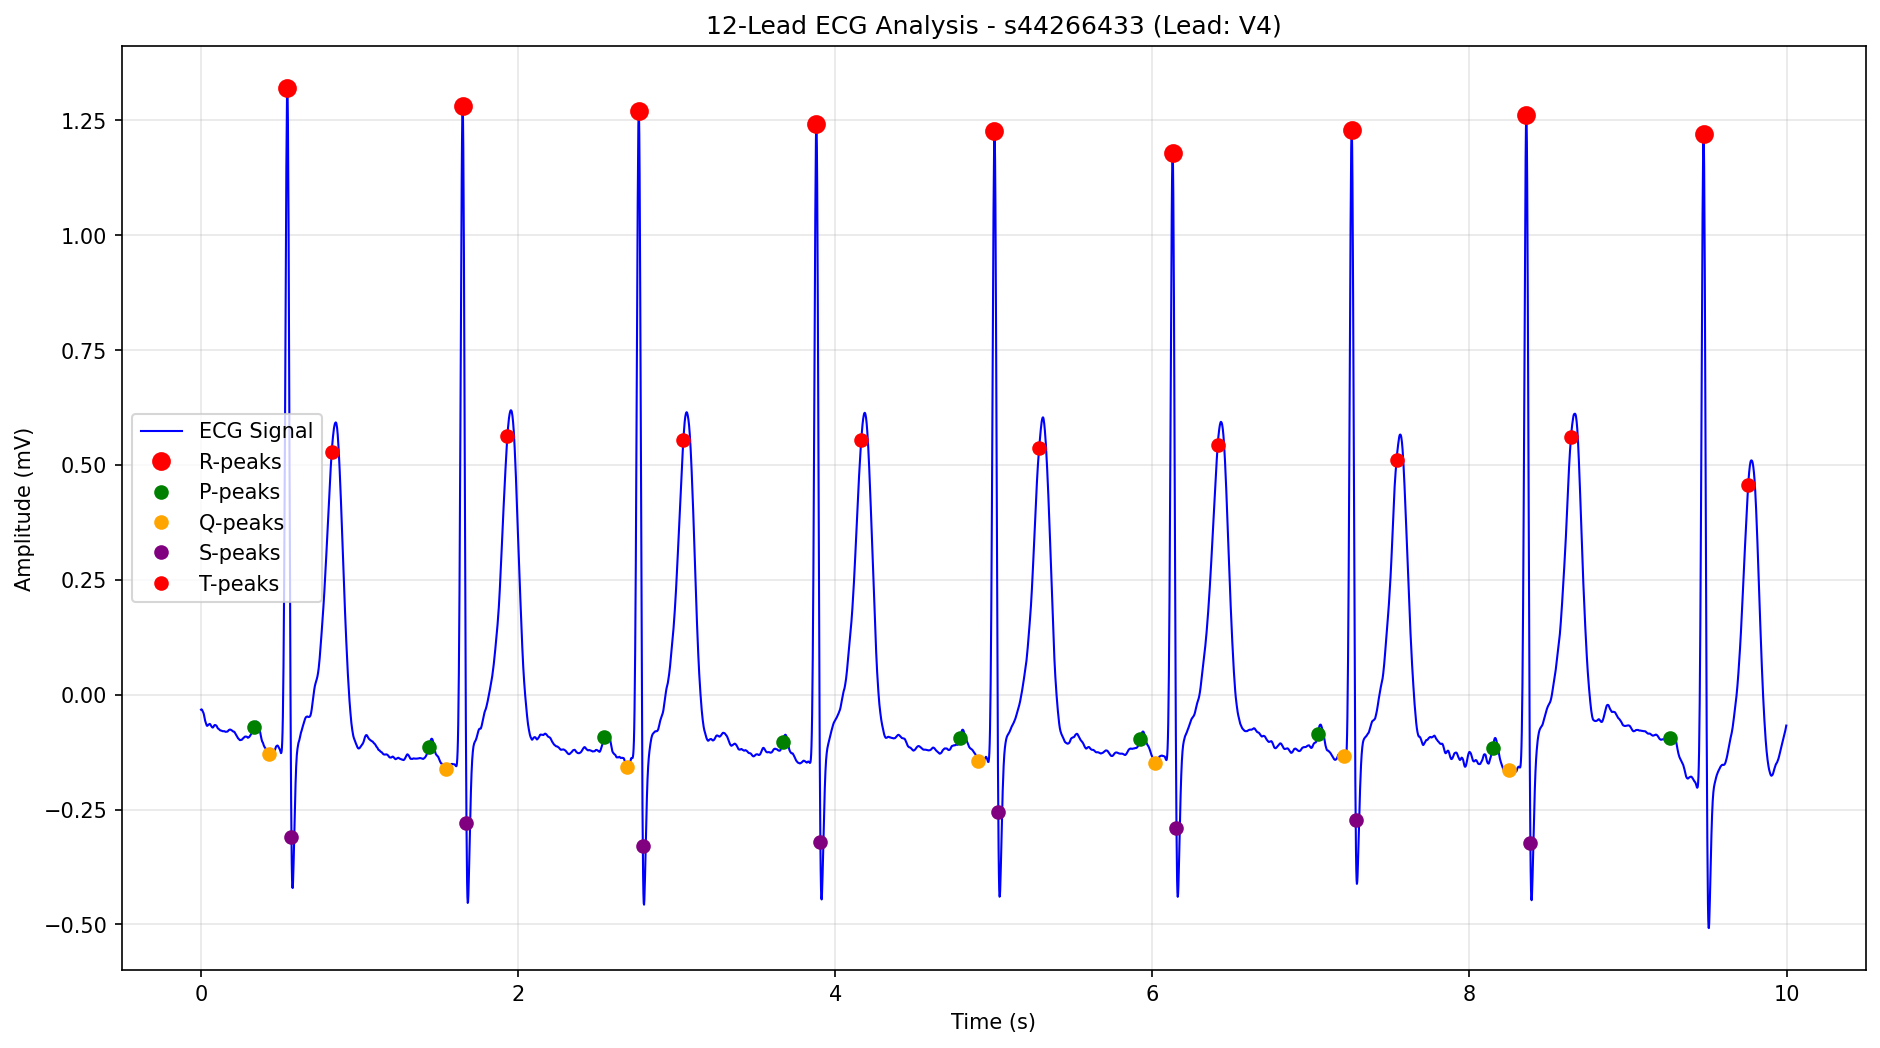 12-Lead ECG Analysis - s44266433 (Lead: V4)
Amplitude (mV)
1.25
1.00
0.75
0.50
0.25
0.00
−0.25
−0.50
ECG Signal
R-peaks
P-peaks
Q-peaks
S-peaks
T-peaks
0 2 4 6 8 10
Time (s)